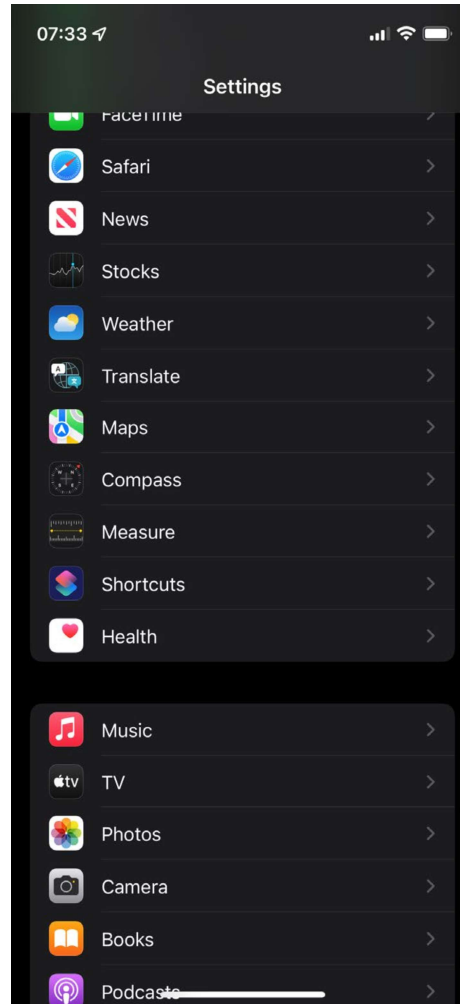 07:33
Settings
FaceTime
Safari
News
Stocks
Weather
Translate
Maps
Compass
Measure
Shortcuts
Health
Music
tv
TV
Photos
Camera
Books
Podcasts